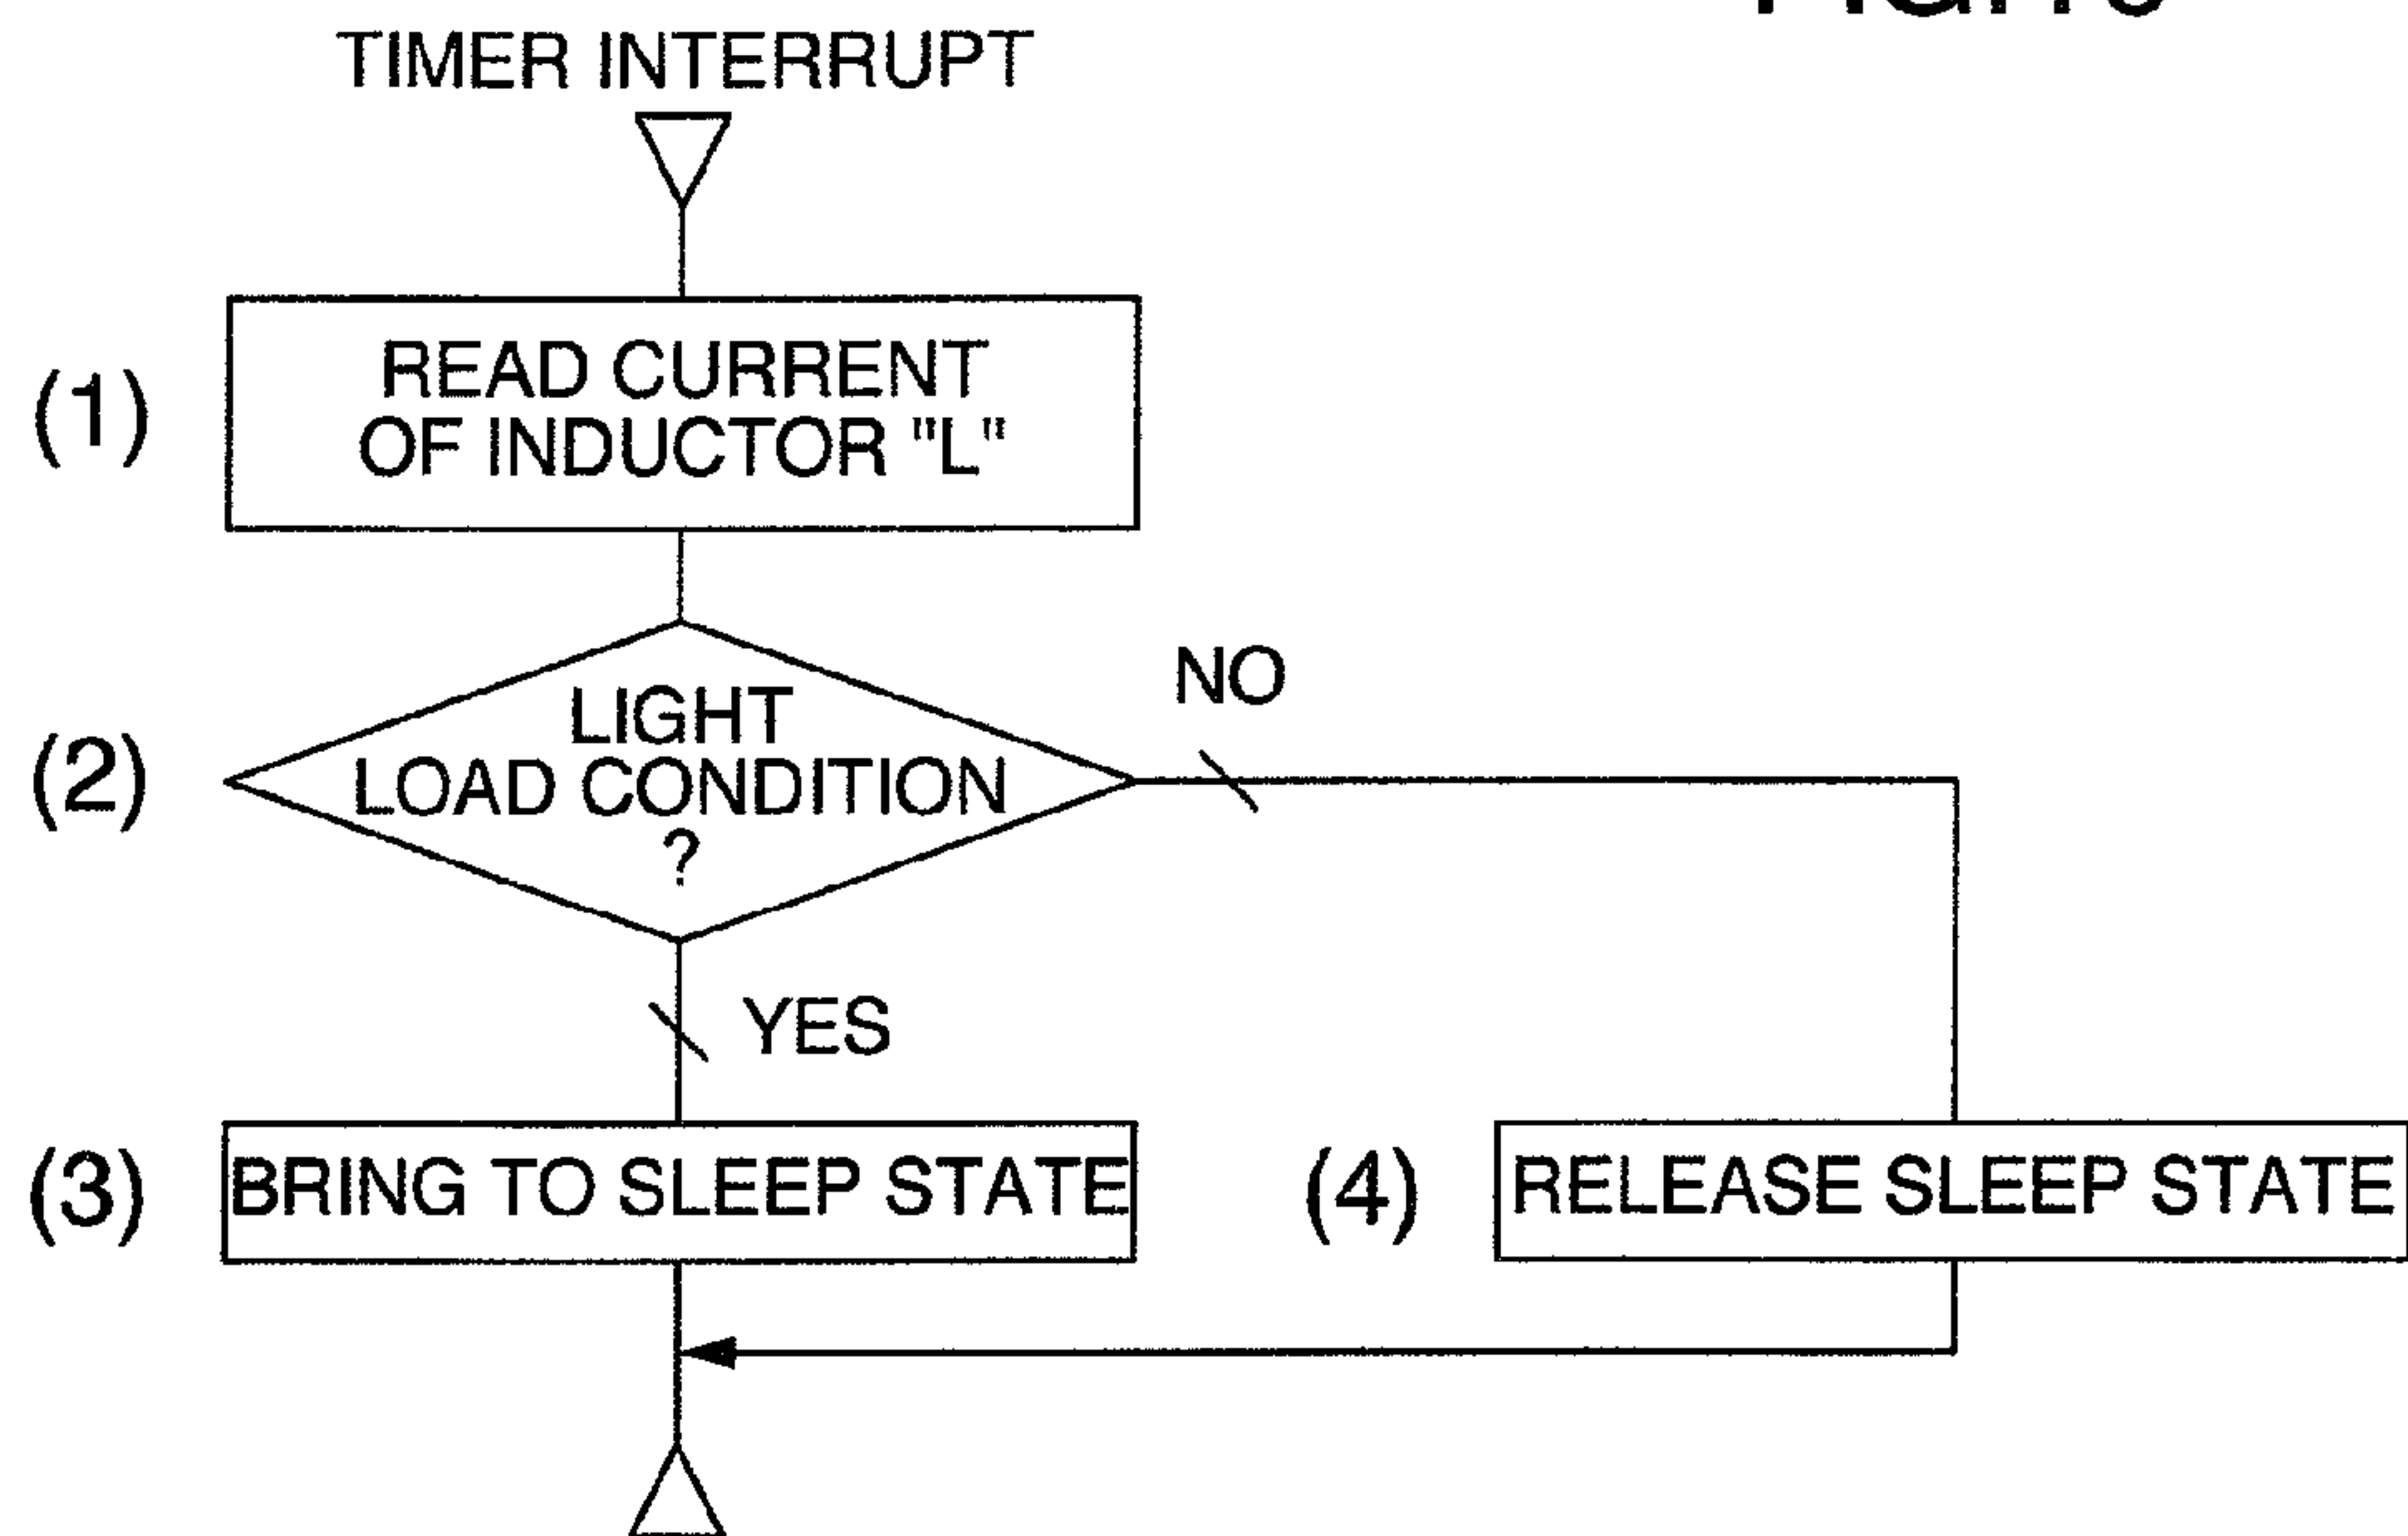 TIMER INTERRUPT
(1)
READ CURRENT
OF INDUCTOR "L"
(2)
LIGHT
LOAD CONDITION
?
NO
YES
(3)
BRING TO SLEEP STATE
(4)
RELEASE SLEEP STATE